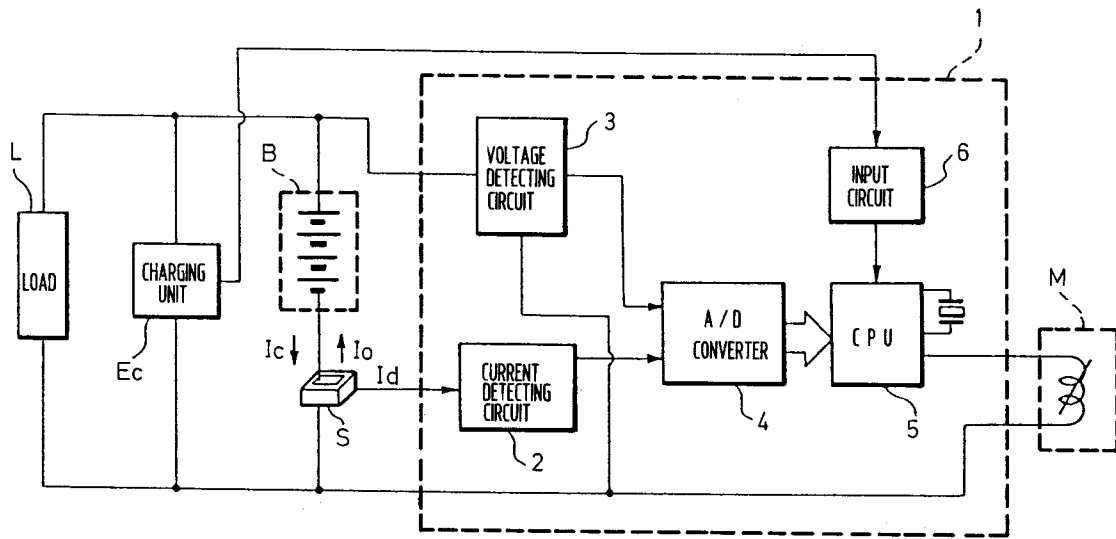 1
L
LOAD
CHARGING
UNIT
Ec
B
Ic
Io
Id
S
3
VOLTAGE
DETECTING
CIRCUIT
CURRENT
DETECTING
CIRCUIT
2
A/D
CONVERTER
4
6
INPUT
CIRCUIT
CPU
5
M